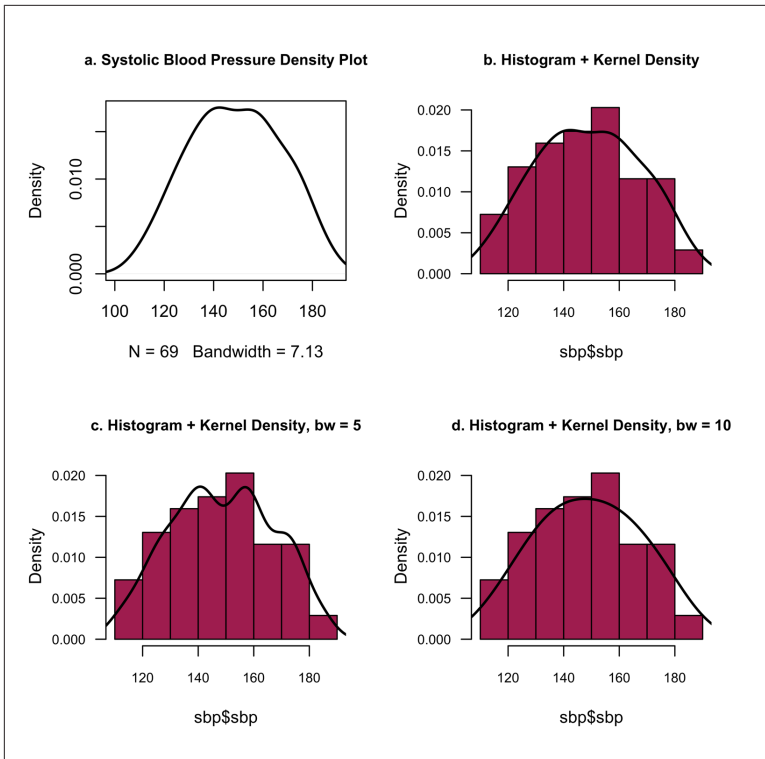 a. Systolic Blood Pressure Density Plot
Density
0.000
0.010
100 120 140 160 180
N = 69 Bandwidth = 7.13
b. Histogram + Kernel Density
Density
0.020
0.015
0.010
0.005
0.000
120 140 160 180
sbp$sbp
c. Histogram + Kernel Density, bw = 5
Density
0.020
0.015
0.010
0.005
0.000
120 140 160 180
sbp$sbp
d. Histogram + Kernel Density, bw = 10
Density
0.020
0.015
0.010
0.005
0.000
120 140 160 180
sbp$sbp